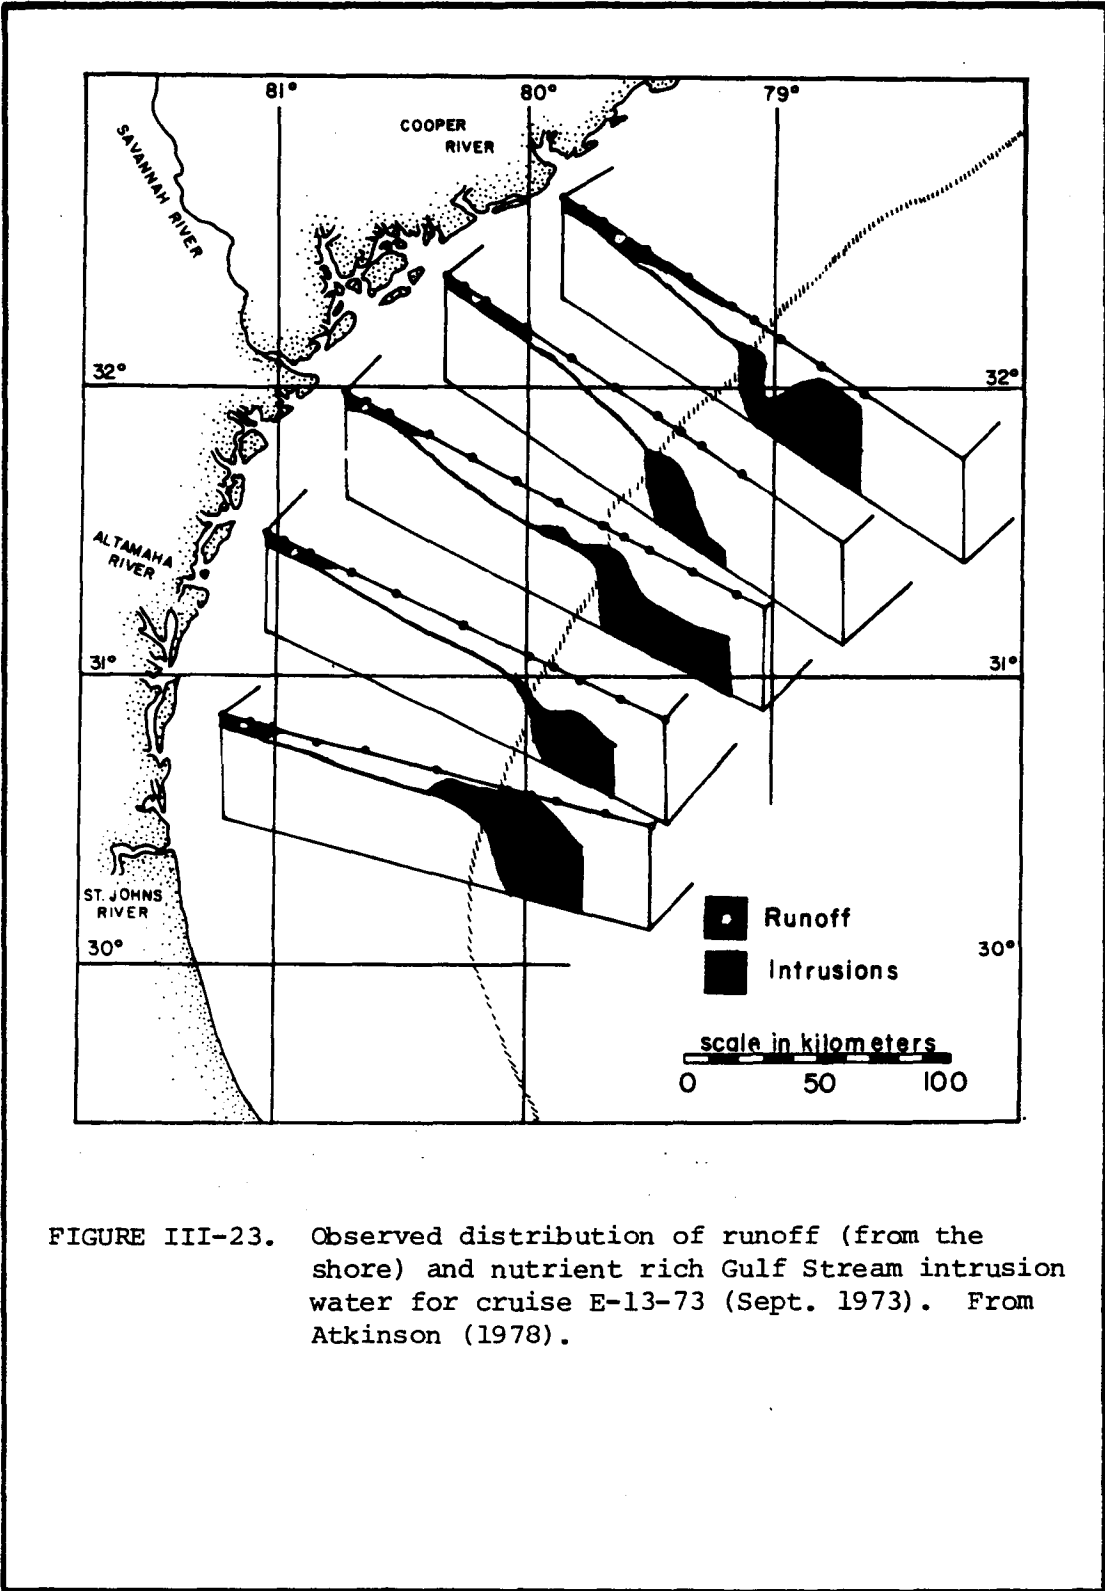 81°
80°
79°
COOPER
RIVER
SAVANNAH RIVER
32°
32°
ALTAMAHA
RIVER
31°
31°
ST. JOHNS
RIVER
30°
30°
Runoff
Intrusions
scale in kilometers
0 50 100
FIGURE III-23. Observed distribution of runoff (from the
shore) and nutrient rich Gulf Stream intrusion
water for cruise E-13-73 (Sept. 1973). From
Atkinson (1978).